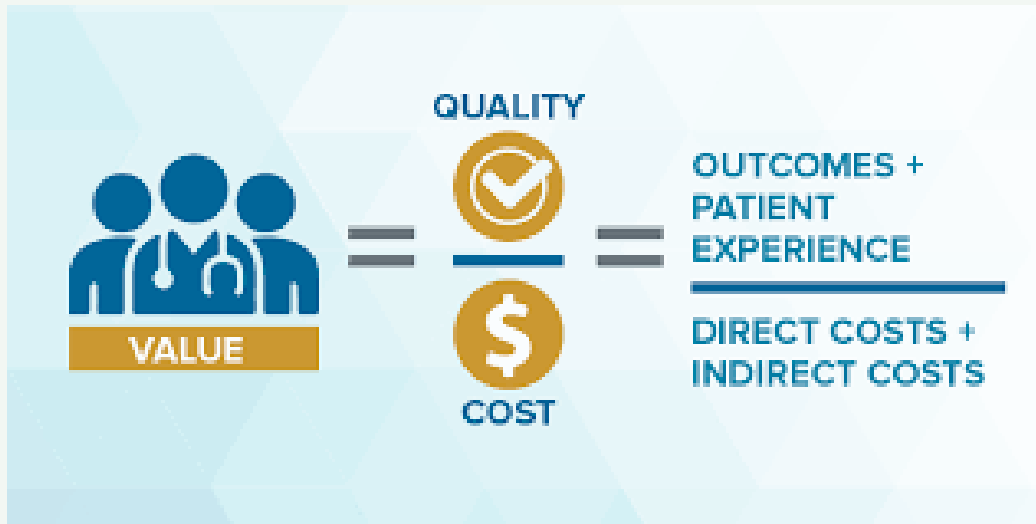 VALUE
QUALITY
$
COST
OUTCOMES +
PATIENT
EXPERIENCE
DIRECT COSTS +
INDIRECT COSTS